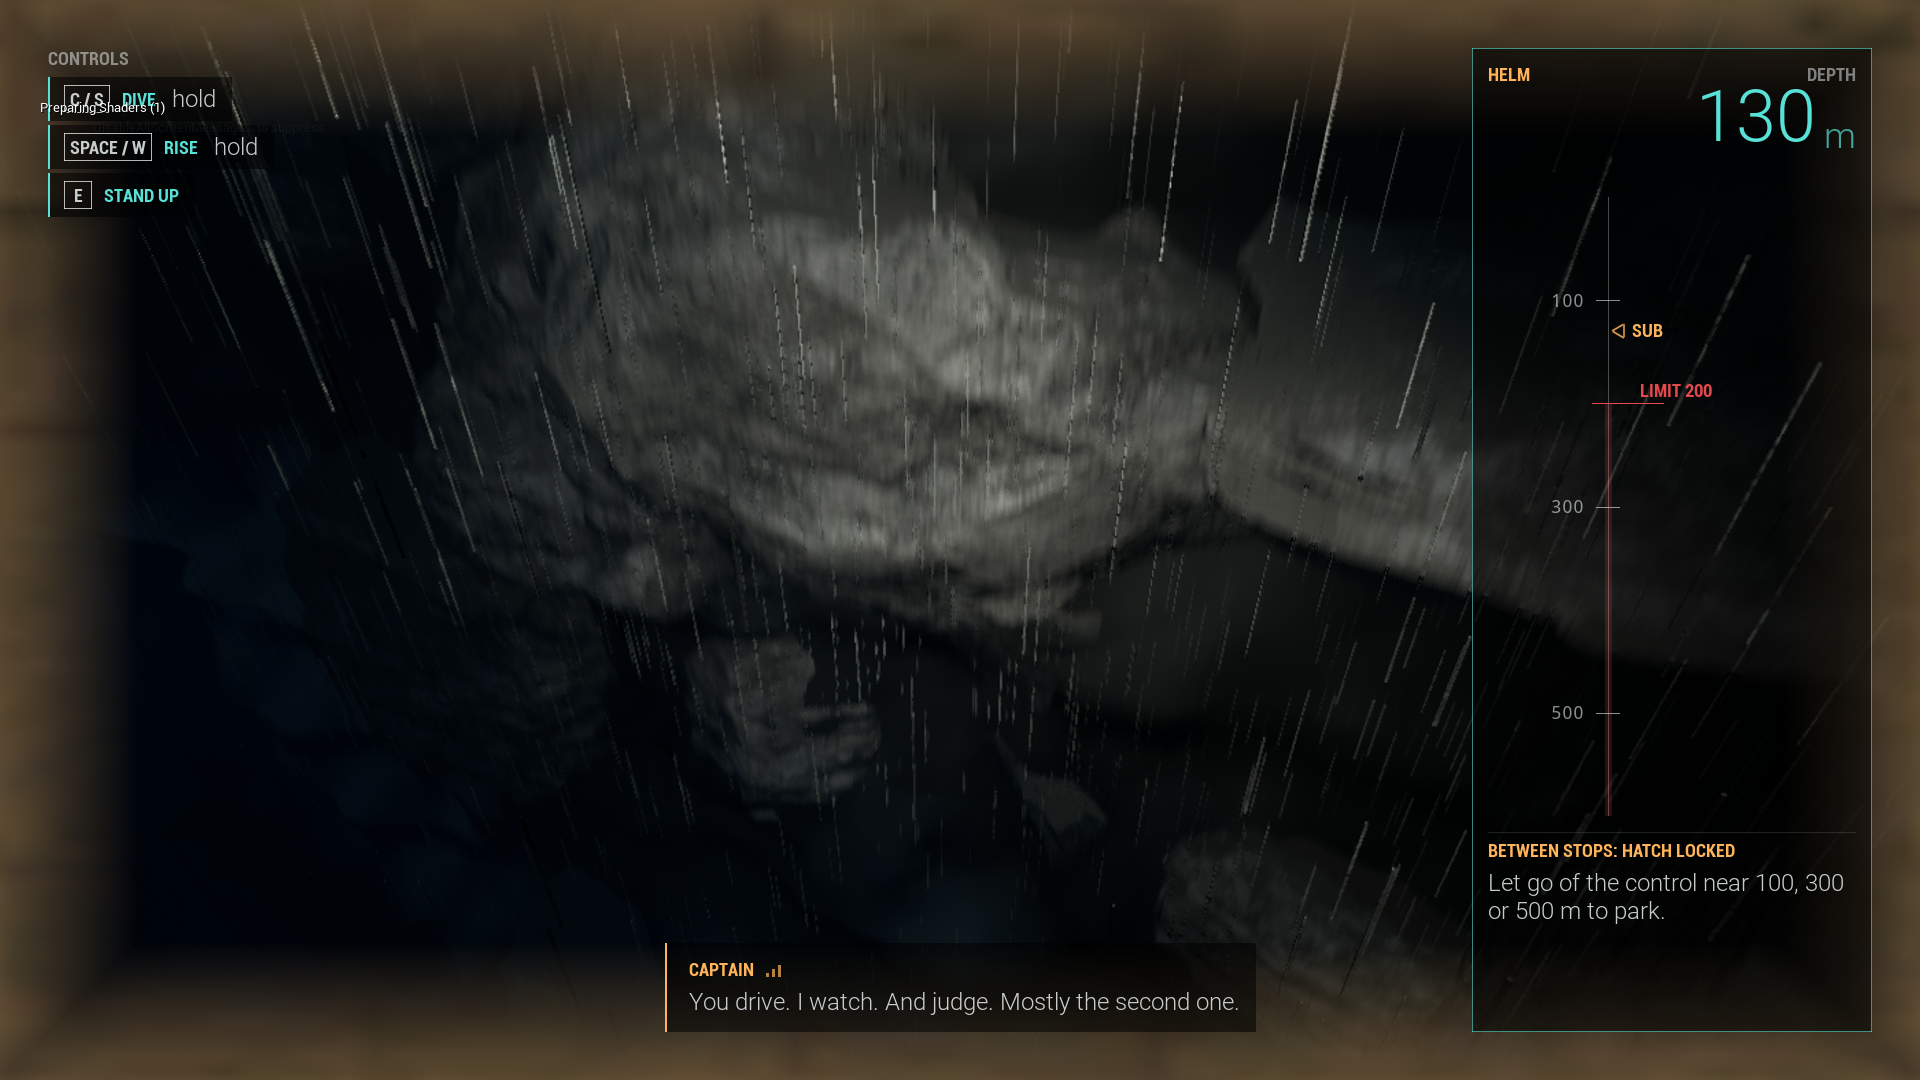 CONTROLS
C / S DIVE hold
Preparing Shaders (1)
SPACE / W RISE hold
E STAND UP
HELM
DEPTH
130 m
100
SUB
LIMIT 200
300
500
BETWEEN STOPS: HATCH LOCKED
Let go of the control near 100, 300
or 500 m to park.
CAPTAIN
You drive. I watch. And judge. Mostly the second one.